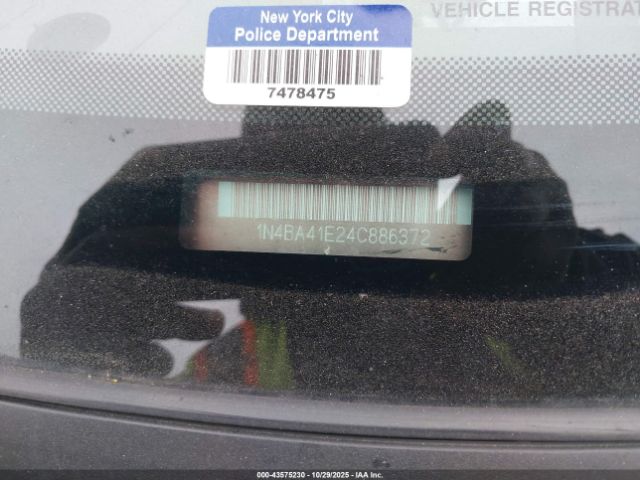 VEHICLE REGISTRAT
New York City
Police Department
7478475
1N4BA41E24C886372
000-43575230 - 10/29/2025 - IAA, Inc.